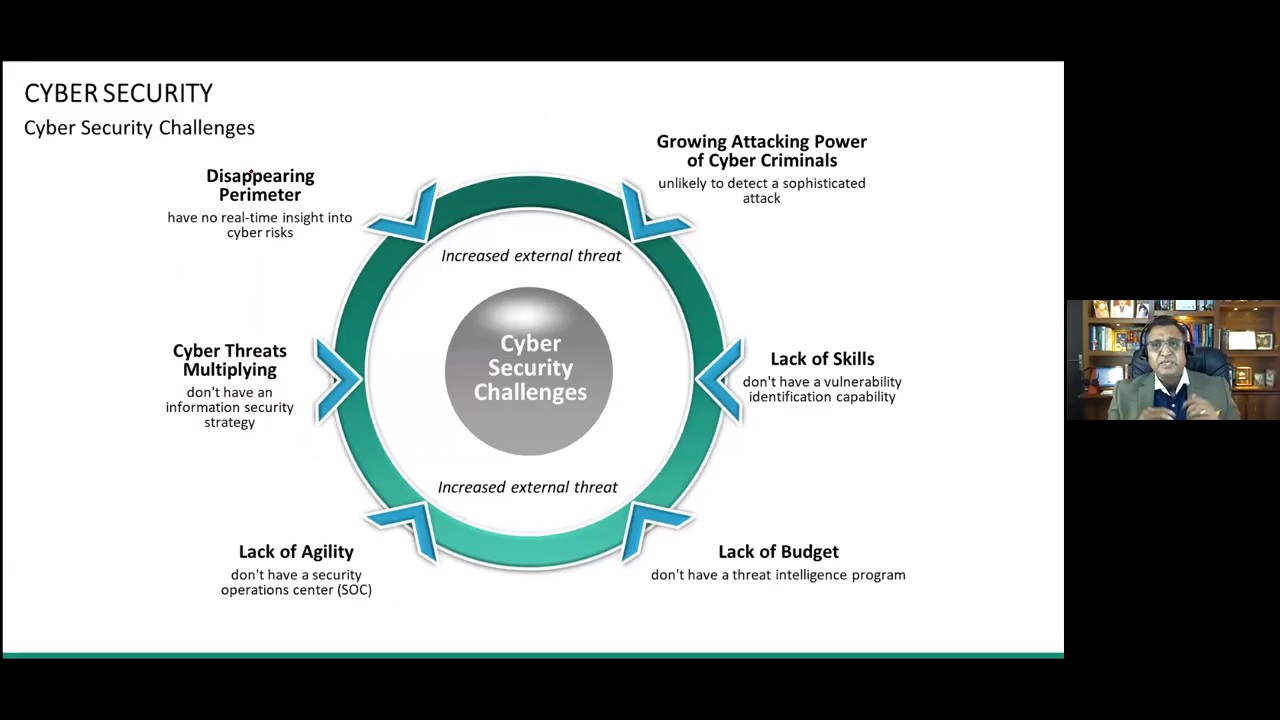 CYBER SECURITY
Cyber Security Challenges
Growing Attacking Power
of Cyber Criminals
unlikely to detect a sophisticated
attack
Disappearing
Perimeter
have no real-time insight into
cyber risks
Increased external threat
Cyber
Security
Challenges
Cyber Threats
Multiplying
don't have an
information security
strategy
Lack of Skills
don't have a vulnerability
identification capability
Increased external threat
Lack of Agility
don't have a security
operations center (SOC)
Lack of Budget
don't have a threat intelligence program